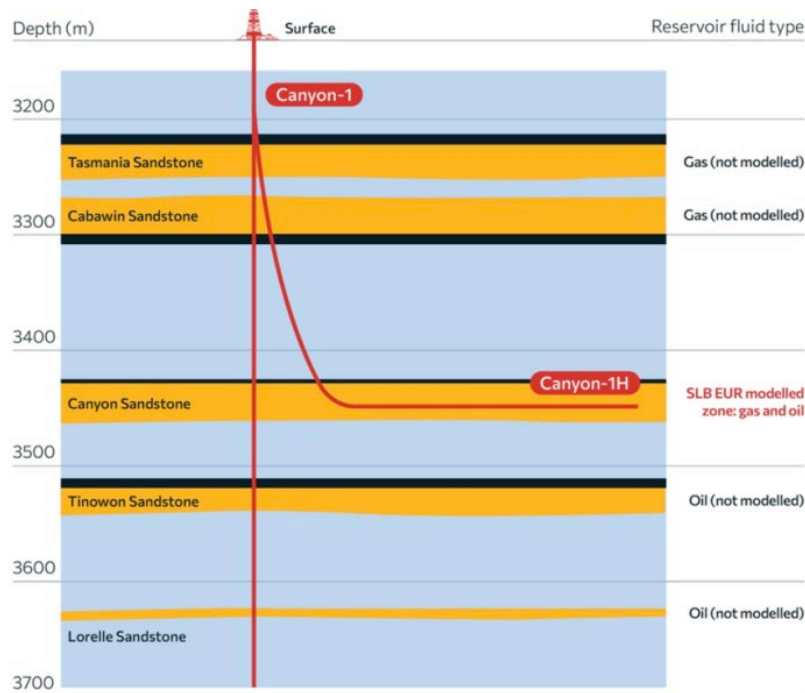 Depth (m)
Surface
Reservoir fluid type
Canyon-1
3200
Tasmania Sandstone
Gas (not modelled)
Cabawin Sandstone
Gas (not modelled)
3300
3400
Canyon-1H
Canyon Sandstone
SLB EUR modelled
zone: gas and oil
3500
Tinowon Sandstone
Oil (not modelled)
3600
Oil (not modelled)
Lorelle Sandstone
3700